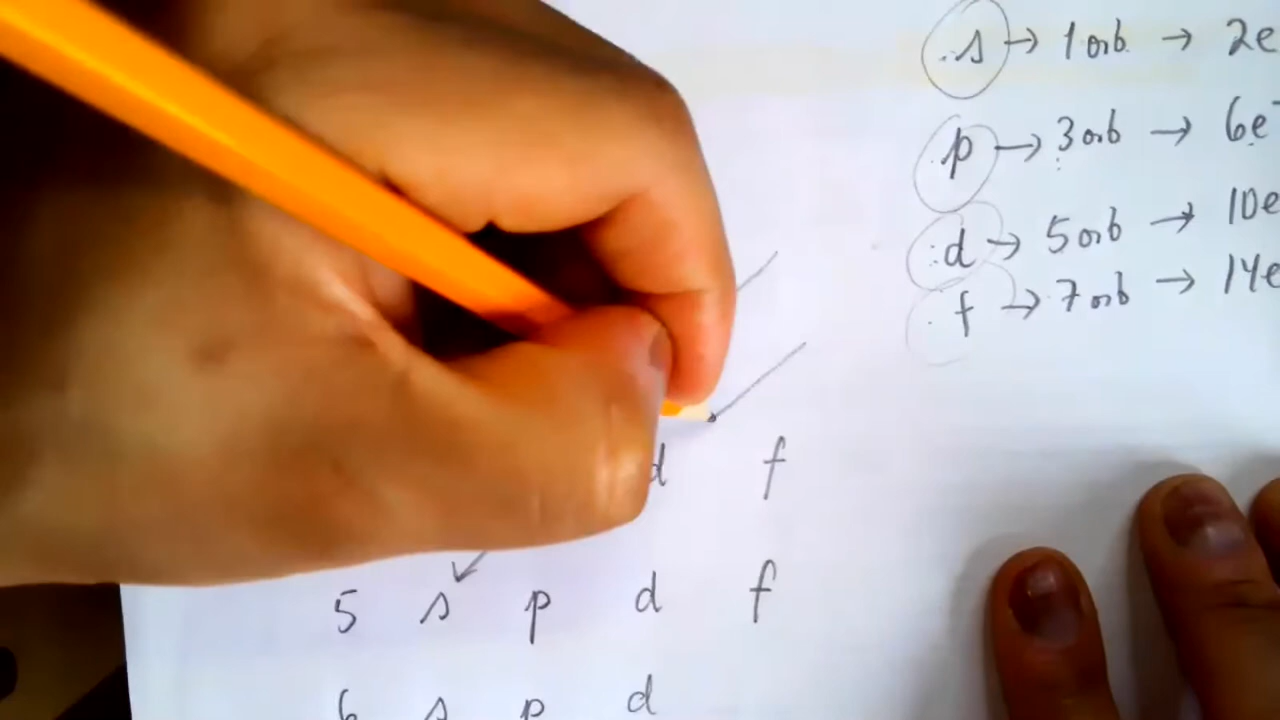 s → 1 orb → 2e
p → 3 orb → 6e⁻
d → 5 orb → 10e
f → 7 orb → 14e
d f
5 s p d f
6 s p d